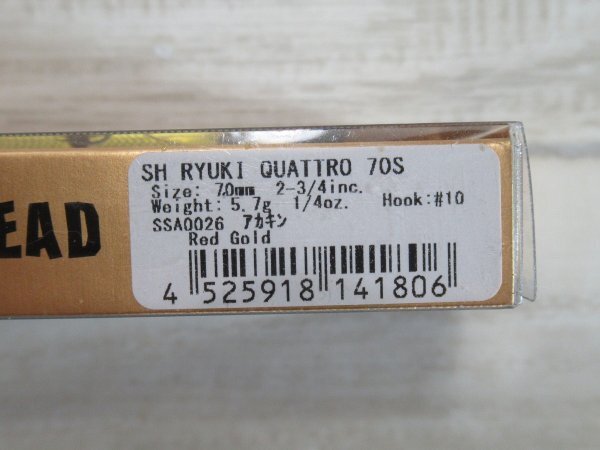 EAD
SH RYUKI QUATTRO 70S
Size: 70mm 2-3/4inc.
Weight: 5.7g 1/4oz. Hook:#10
SSA0026 アカキン
Red Gold
4 525918 141806